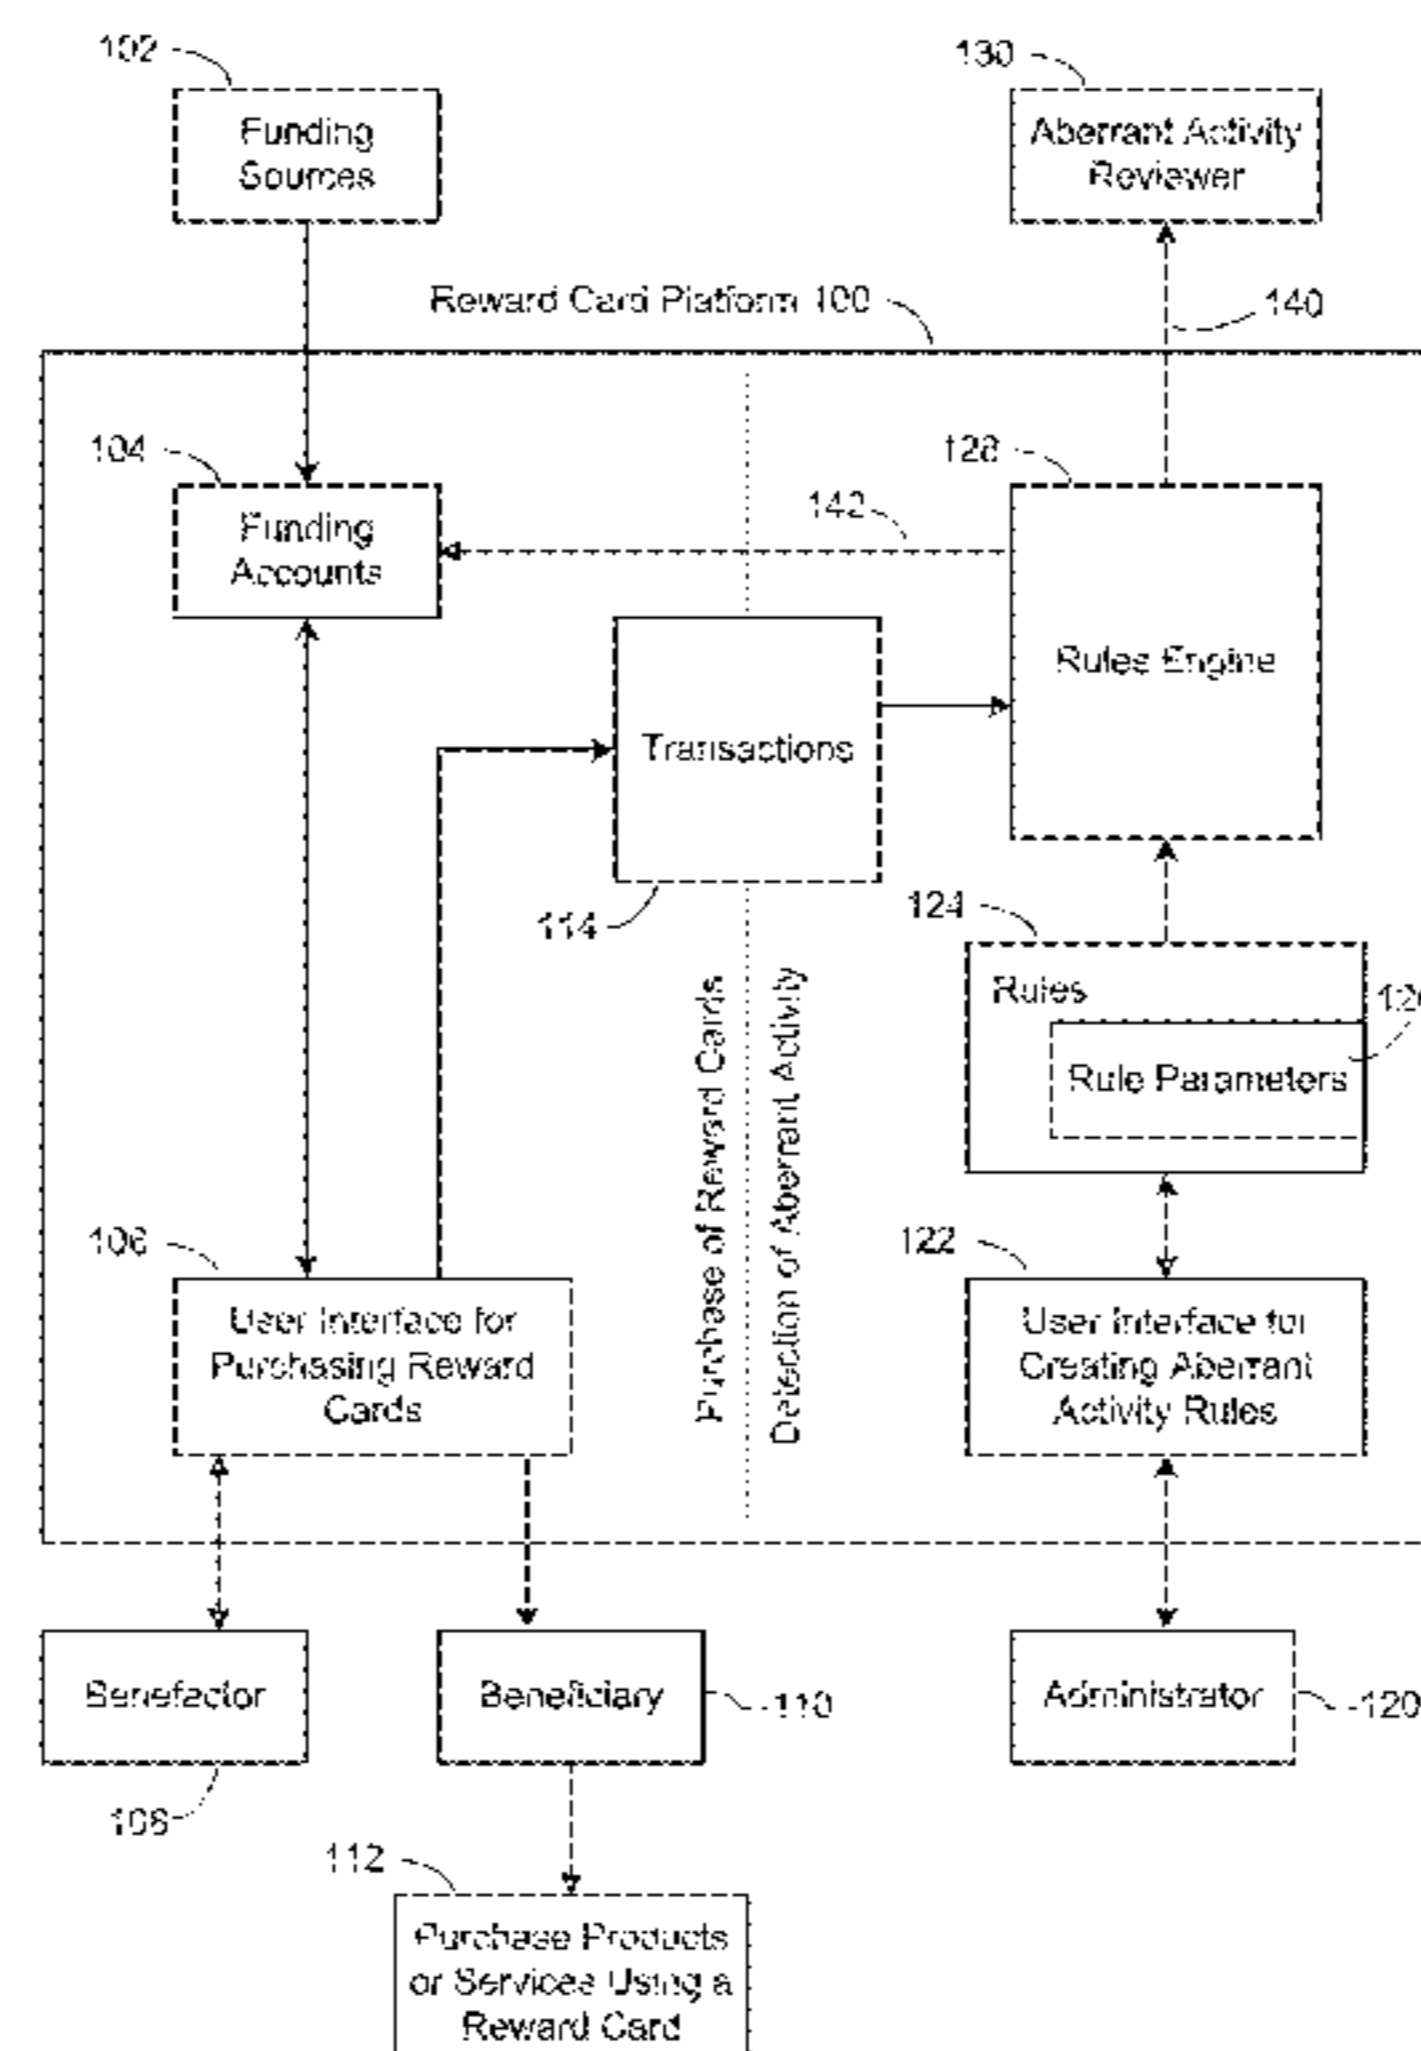 102
130
Funding
Sources
Aberrant Activity
Reviewer
Reward Card Platform 100
140
104
128
142
Funding
Accounts
Rules Engine
Transactions
114
124
Rules
Rule Parameters
Purchase of Reward Cards
Detection of Aberrant Activity
106
122
User Interface for
Purchasing Reward
Cards
User Interface for
Creating Aberrant
Activity Rules
Benefactor
Beneficiary
110
Administrator
120
108
112
Purchase Products
or Services Using a
Reward Card